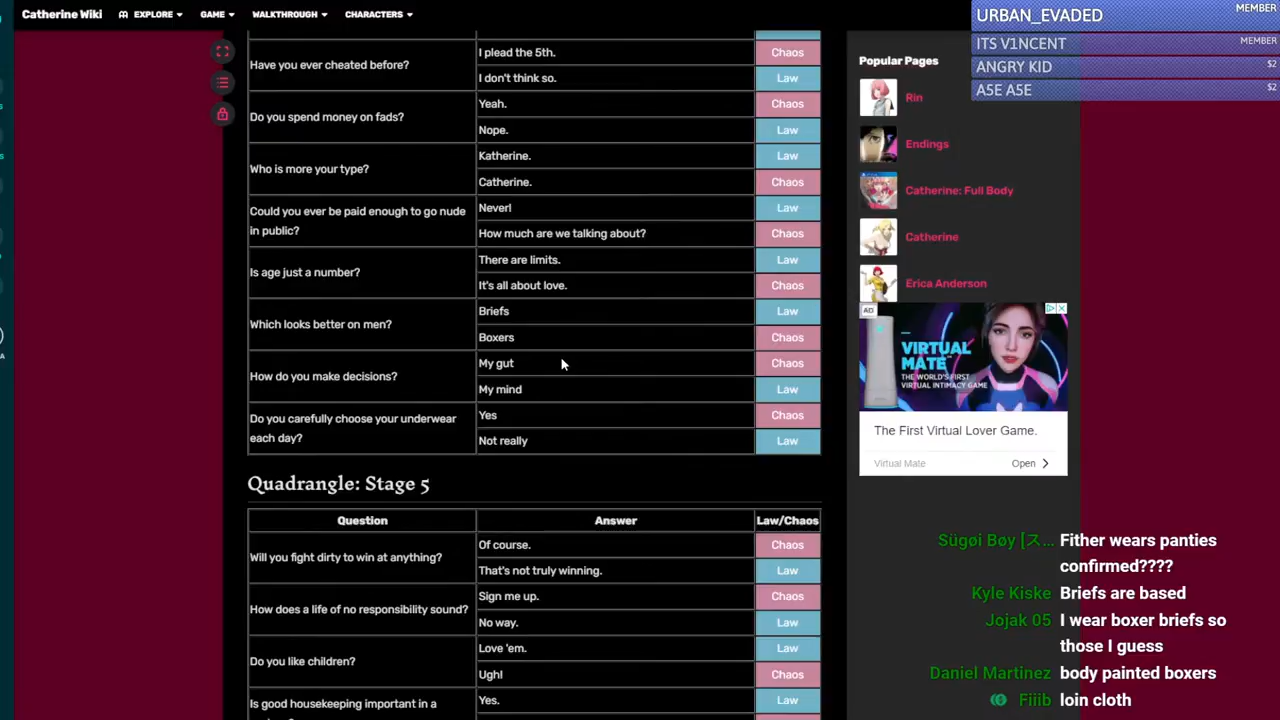 Catherine Wiki
EXPLORE
GAME
WALKTHROUGH
CHARACTERS
URBAN_EVADED
MEMBER
ITS V1NCENT
MEMBER
ANGRY KID
$2
A5E A5E
$2
Have you ever cheated before?
I plead the 5th.
Chaos
I don't think so.
Law
Do you spend money on fads?
Yeah.
Chaos
Nope.
Law
Who is more your type?
Katherine.
Law
Catherine.
Chaos
Could you ever be paid enough to go nude
in public?
Never!
Law
How much are we talking about?
Chaos
Is age just a number?
There are limits.
Law
It's all about love.
Chaos
Which looks better on men?
Briefs
Law
Boxers
Chaos
How do you make decisions?
My gut
Chaos
My mind
Law
Do you carefully choose your underwear
each day?
Yes
Chaos
Not really
Law
Quadrangle: Stage 5
Question
Answer
Law/Chaos
Will you fight dirty to win at anything?
Of course.
Chaos
That's not truly winning.
Law
How does a life of no responsibility sound?
Sign me up.
Chaos
No way.
Law
Do you like children?
Love 'em.
Law
Ugh!
Chaos
Is good housekeeping important in a
Yes.
Law
Popular Pages
Rin
Endings
Catherine: Full Body
Catherine
Erica Anderson
AD
VIRTUAL
MATE
THE WORLD'S FIRST
VIRTUAL INTIMACY GAME
The First Virtual Lover Game.
Virtual Mate
Open
Sügøi Bøy [ス...
Fither wears panties
confirmed????
Kyle Kiske
Briefs are based
Jojak 05
I wear boxer briefs so
those I guess
Daniel Martinez
body painted boxers
Fiiib
loin cloth